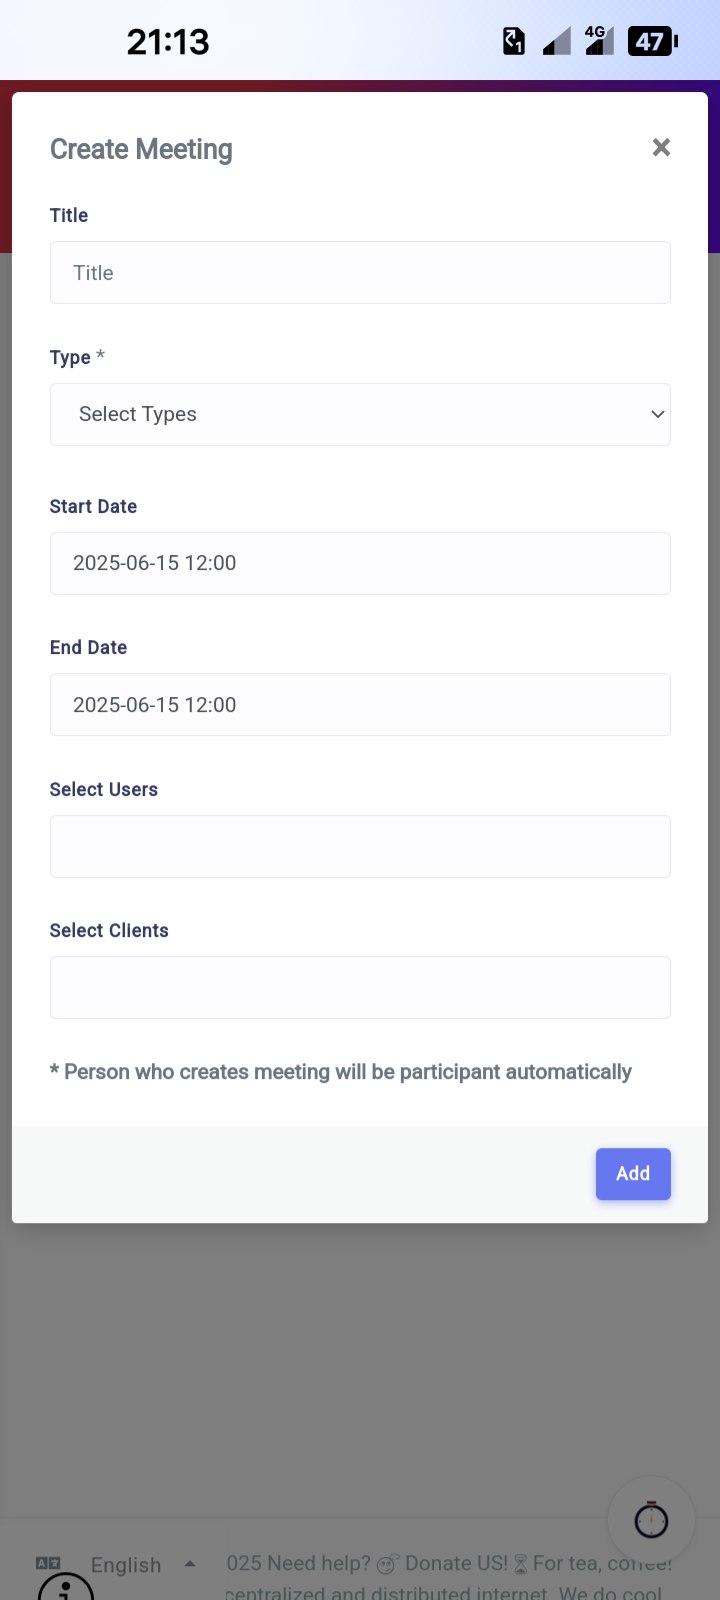 21:13
4G
47
Create Meeting
×
Title
Title
Type *
Select Types
Start Date
2025-06-15 12:00
End Date
2025-06-15 12:00
Select Users
Select Clients
* Person who creates meeting will be participant automatically
Add
English
025 Need help? Donate US! For tea, coffee!
centralized and distributed internet. We do cool